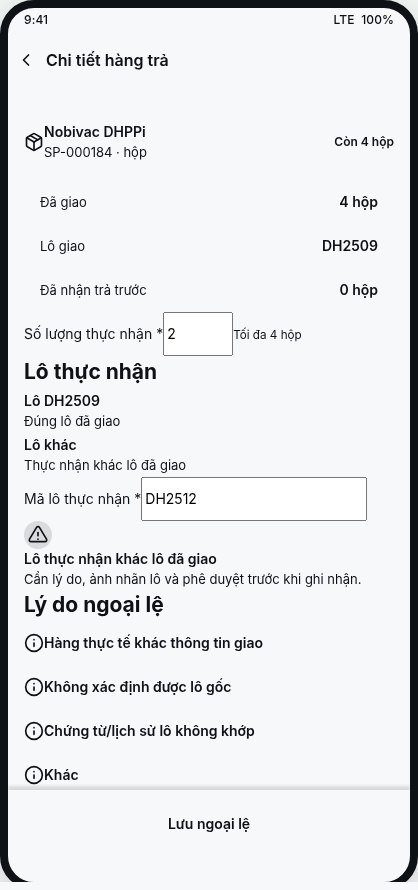 9:41 LTE 100%
Chi tiết hàng trả
Nobivac DHPPi
SP-000184 · hộp
Còn 4 hộp
Đã giao 4 hộp
Lô giao DH2509
Đã nhận trả trước 0 hộp
Số lượng thực nhận * 2 Tối đa 4 hộp
Lô thực nhận
Lô DH2509
Đúng lô đã giao
Lô khác
Thực nhận khác lô đã giao
Mã lô thực nhận * DH2512
Lô thực nhận khác lô đã giao
Cần lý do, ảnh nhãn lô và phê duyệt trước khi ghi nhận.
Lý do ngoại lệ
Hàng thực tế khác thông tin giao
Không xác định được lô gốc
Chứng từ/lịch sử lô không khớp
Khác
Lưu ngoại lệ